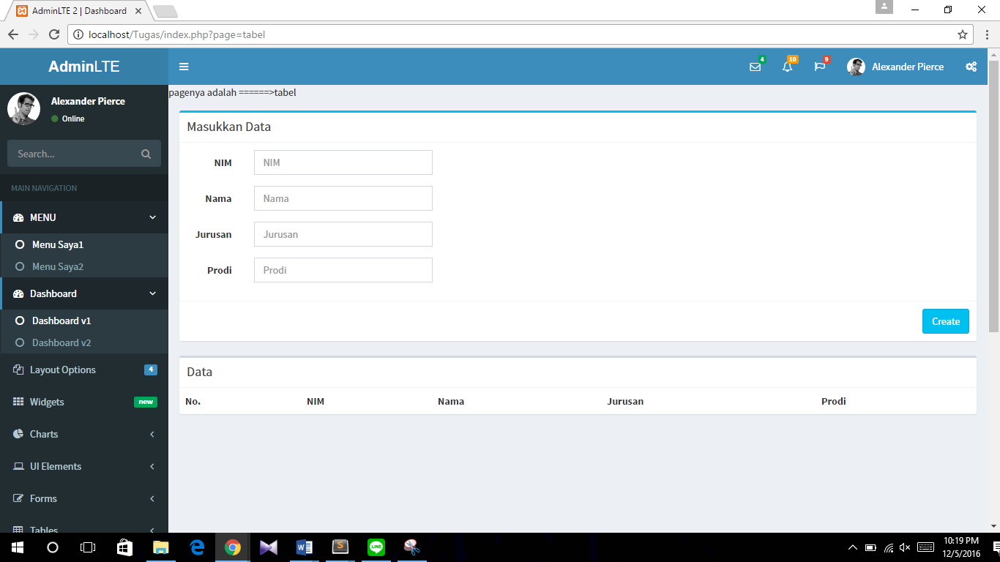 AdminLTE 2 | Dashboard
localhost/Tugas/index.php?page=tabel
AdminLTE
4
10
9
Alexander Pierce
Alexander Pierce
Online
Search...
MAIN NAVIGATION
MENU
Menu Saya1
Menu Saya2
Dashboard
Dashboard v1
Dashboard v2
Layout Options 4
Widgets new
Charts
UI Elements
Forms
Tables
pagenya adalah ======>tabel
Masukkan Data
NIM NIM
Nama Nama
Jurusan Jurusan
Prodi Prodi
Create
Data
No. NIM Nama Jurusan Prodi
10:19 PM
12/5/2016